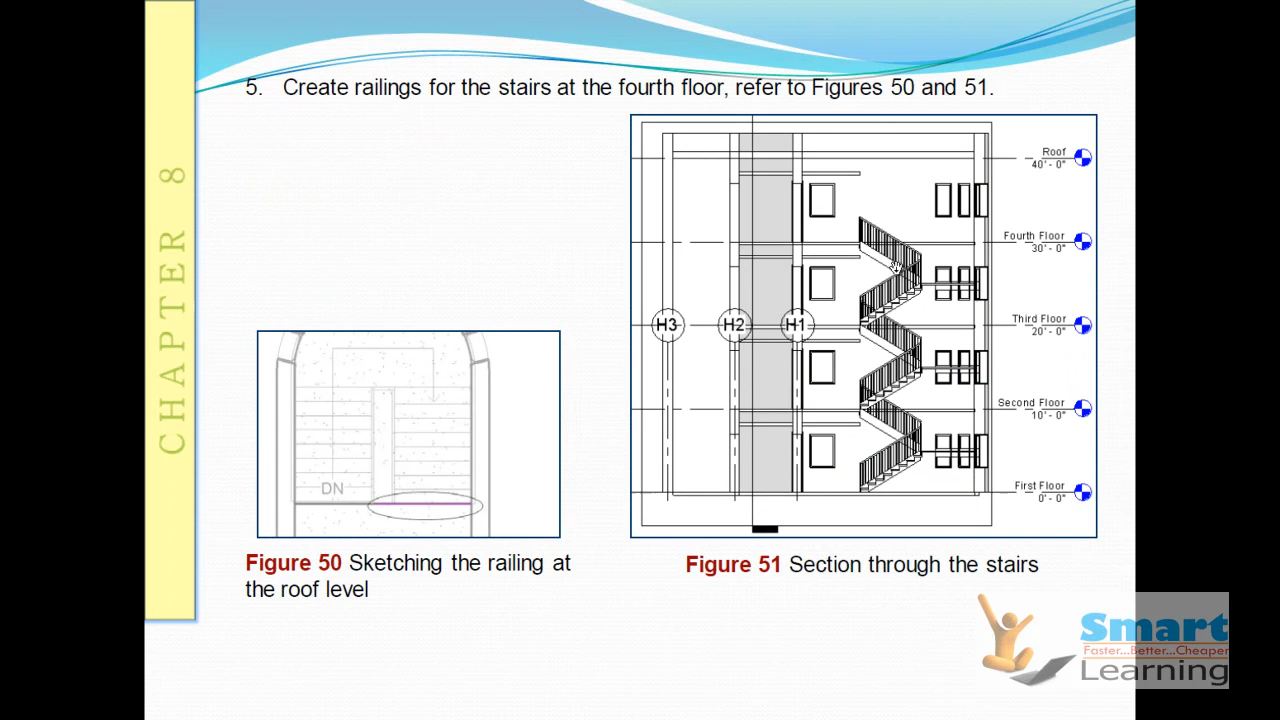 CHAPTER 8
5. Create railings for the stairs at the fourth floor, refer to Figures 50 and 51.
Roof
40' - 0"
Fourth Floor
30' - 0"
Third Floor
20' - 0"
Second Floor
10' - 0"
First Floor
0' - 0"
H3 H2 H1
DN
Figure 50 Sketching the railing at
the roof level
Figure 51 Section through the stairs
Smart
Faster...Better...Cheaper
Learning